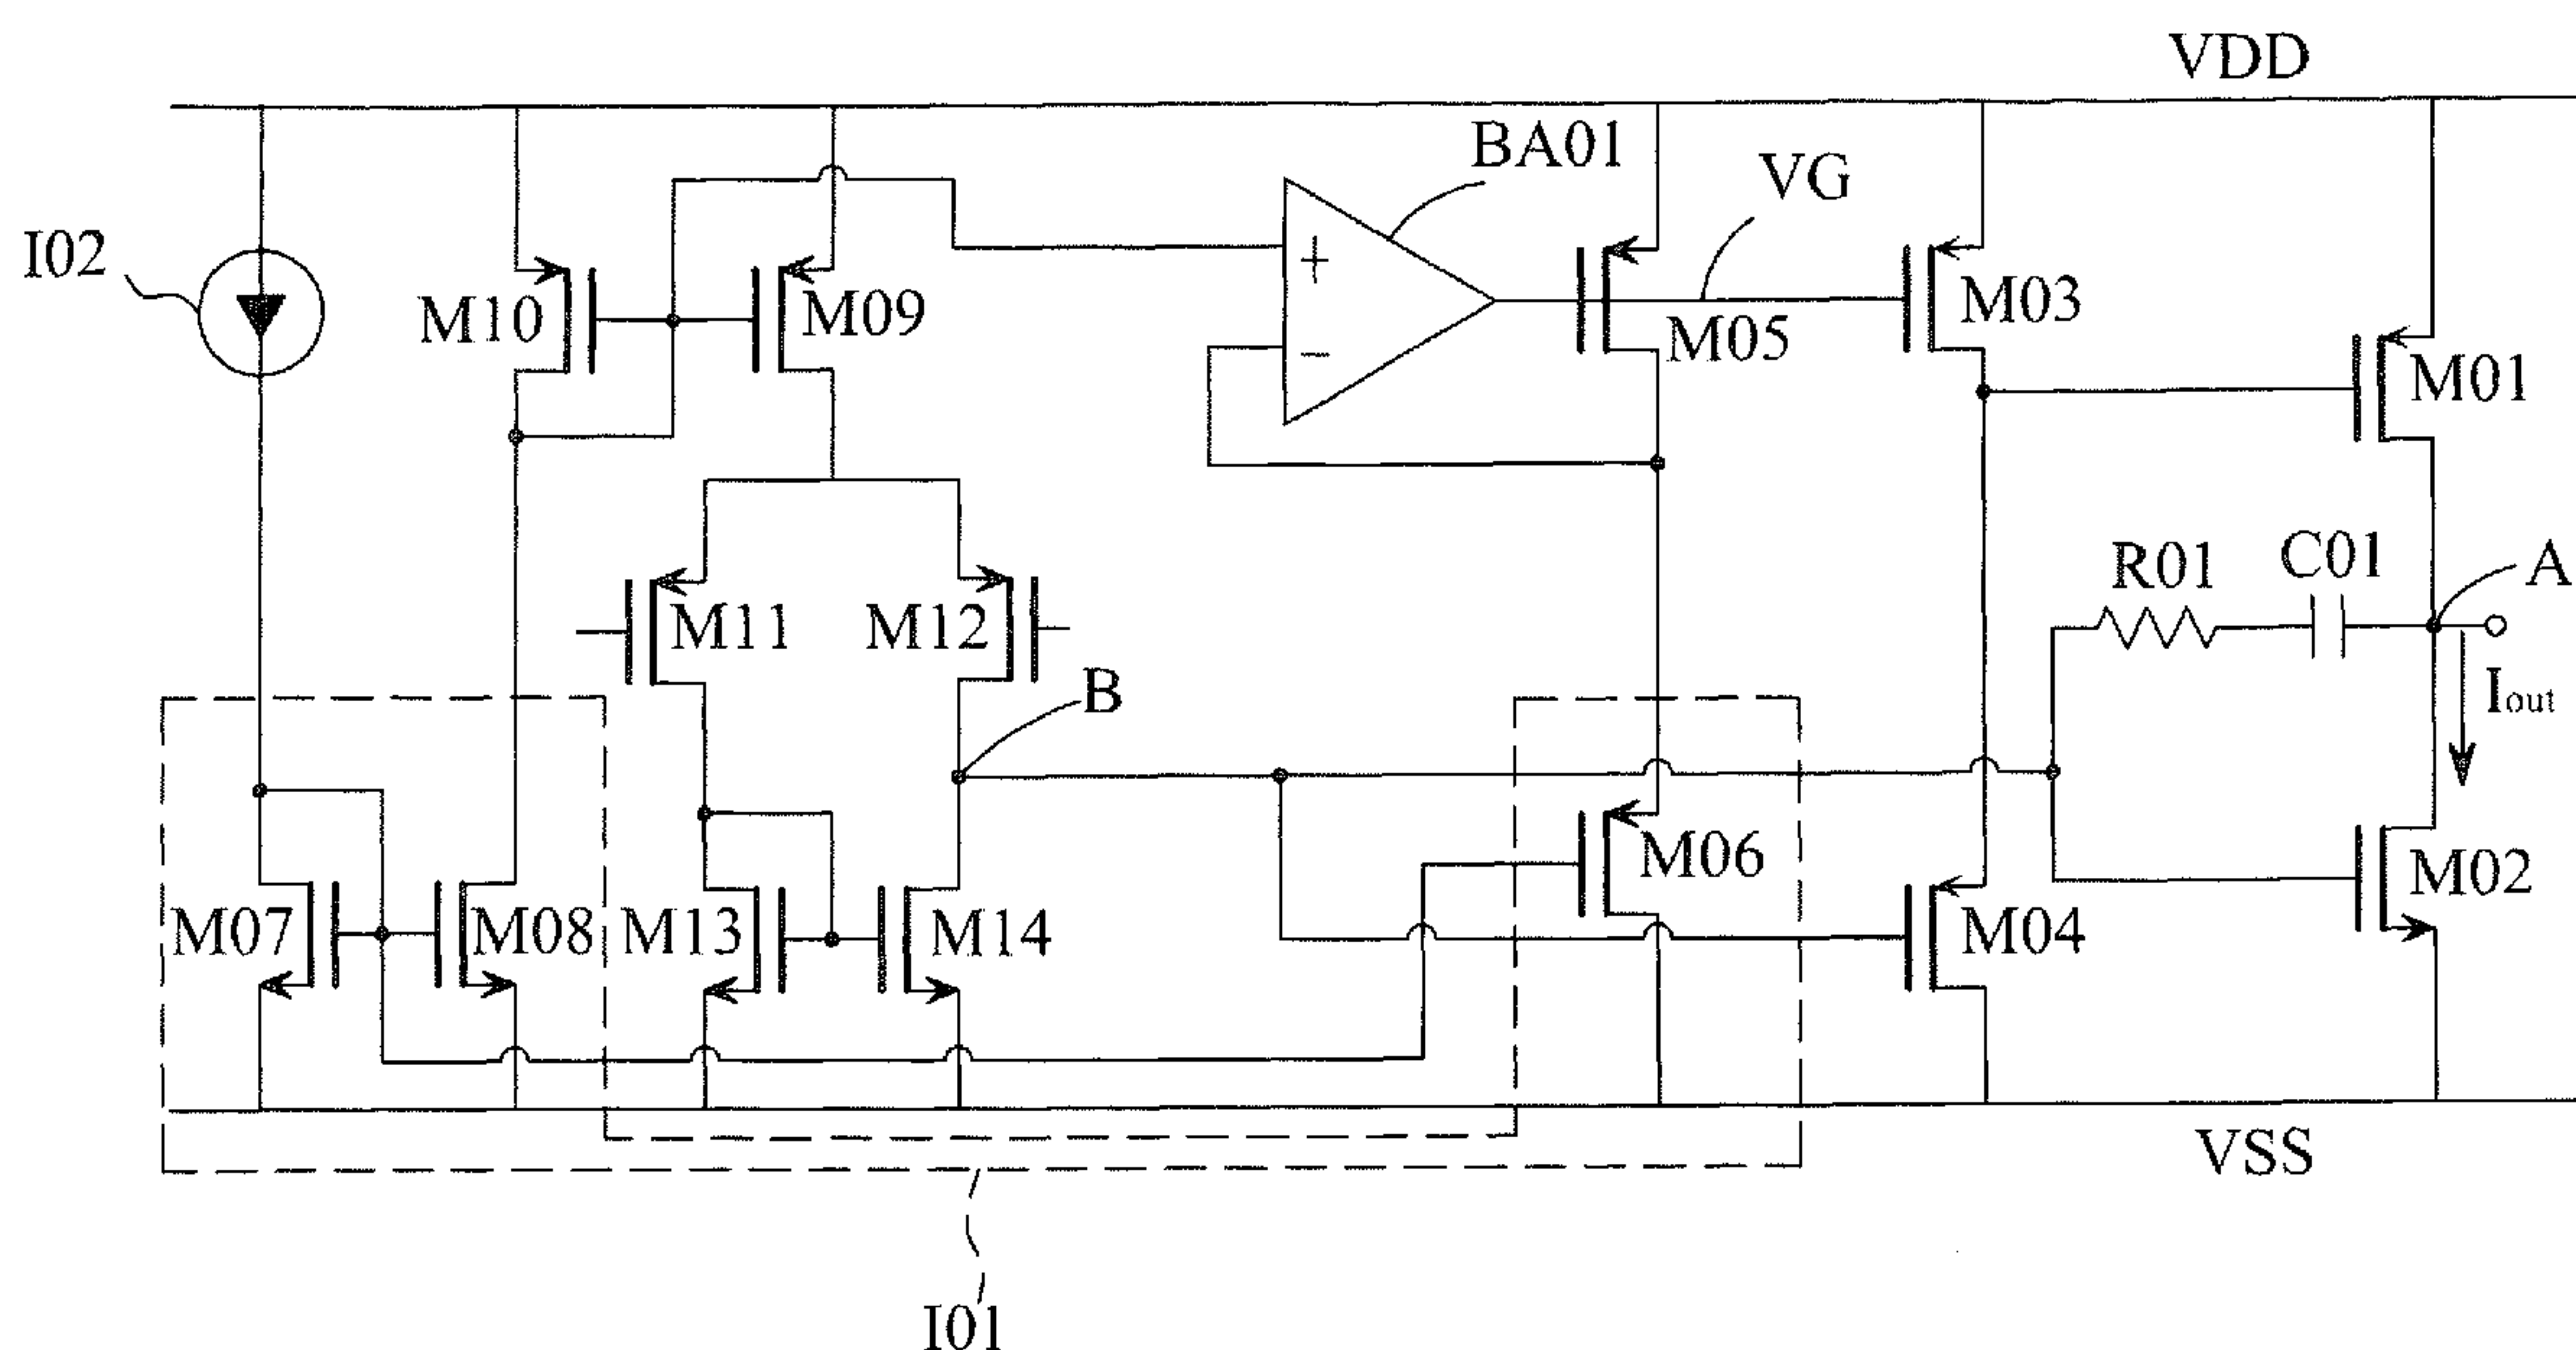 VDD
BA01
VG
I02
M10
M09
+
−
M05
M03
M01
M11
M12
R01
C01
A
B
Iout
M07
M08
M13
M14
M06
M04
M02
VSS
I01